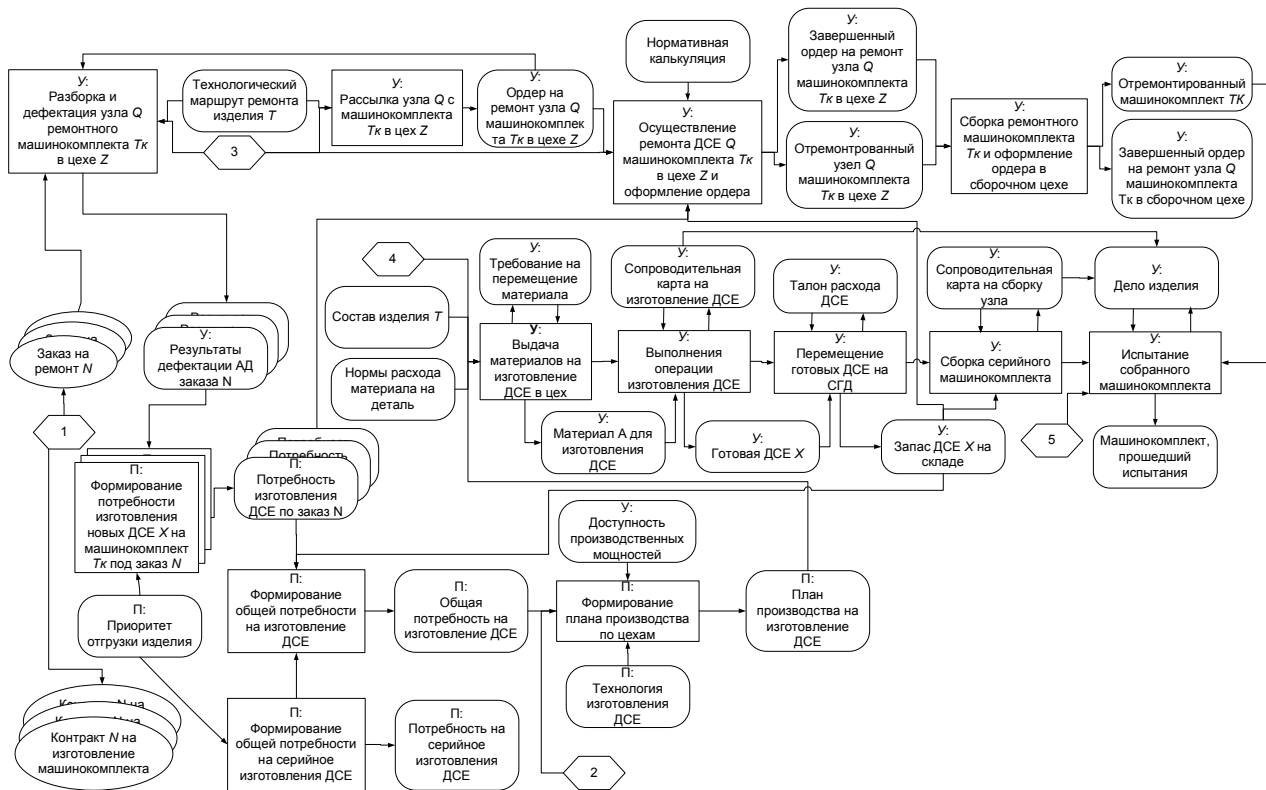 У:
Разборка и
дефектация узла Q
ремонтного
машинокомплекта Тк
в цехе Z
Технологический
маршрут ремонта
изделия Т
3
У:
Рассылка узла Q с
машинокомплекта
Тк в цех Z
У:
Ордер на
ремонт узла Q
машинокомплек
та Тк в цехе Z
Нормативная
калькуляция
У:
Осуществление
ремонта ДСЕ Q
машинокомплекта Тк
в цехе Z и
оформление ордера
У:
Завершенный
ордер на ремонт
узла Q
машинокомплекта
Тк в цехе Z
У:
Отремонтрованный
узел Q
машинокомплекта
Тк в цехе Z
У:
Сборка ремонтного
машинокомплекта
Тк и оформление
ордера в
сборочном цехе
У:
Отремонтированный
машинокомплект ТК
У:
Завершенный ордер
на ремонт узла Q
машинокомплекта
Тк в сборочном цехе
4
Состав изделия Т
Нормы расхода
материала на
деталь
У:
Требование на
перемещение
материала
У:
Выдача
материалов на
изготовление
ДСЕ в цех
У:
Материал А для
изготовления
ДСЕ
У:
Сопроводительная
карта на
изготовление ДСЕ
У:
Выполнения
операции
изготовления ДСЕ
У:
Готовая ДСЕ X
У:
Талон расхода
ДСЕ
У:
Перемещение
готовых ДСЕ на
СГД
У:
Запас ДСЕ X на
складе
У:
Сопроводительная
карта на сборку
узла
У:
Сборка серийного
машинокомплекта
У:
Дело изделия
У:
Испытание
собранного
машинокомплекта
5
Машинокомплект,
прошедший
испытания
Заказ на
ремонт N
У:
Результаты
дефектации АД
заказа N
1
П:
Формирование
потребности
изготовления
новых ДСЕ X на
машинокомплект
Тк под заказ N
Потребность
П:
Потребность
изготовления
ДСЕ по заказ N
П:
Приоритет
отгрузки изделия
Контракт N на
изготовление
машинокомплекта
П:
Формирование
общей потребности
на изготовление
ДСЕ
П:
Общая
потребность на
изготовление ДСЕ
П:
Формирование
общей потребности
на серийное
изготовления ДСЕ
П:
Потребность на
серийное
изготовления
ДСЕ
У:
Доступность
производственных
мощностей
П:
Формирование
плана производства
по цехам
П:
Технология
изготовления
ДСЕ
2
П:
План
производства на
изготовление
ДСЕ